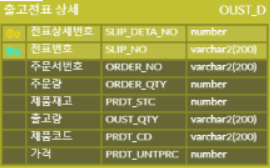 출고전표 상세 OUST_D
전표상세번호 SLIP_DETA_NO number
전표번호 SLIP_NO varchar2(200)
주문서번호 ORDER_NO varchar2(200)
주문량 ORDER_QTY number
제품재고 PRDT_STC number
출고량 OUST_QTY varchar2(200)
제품코드 PRDT_CD varchar2(200)
가격 PRDT_UNTPRC number